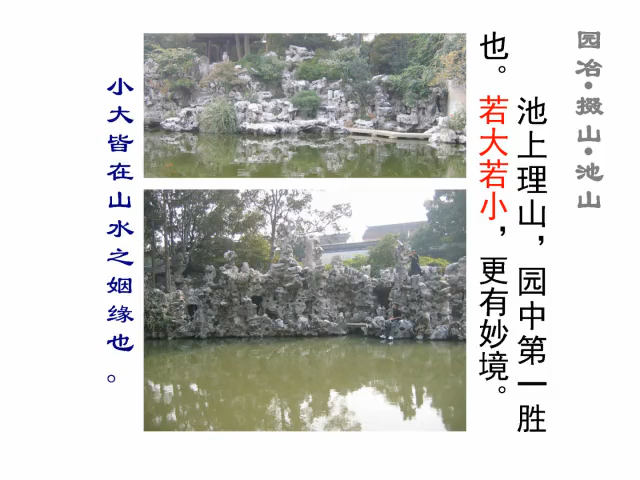 园冶·掇山·池山
池上理山，园中第一胜
也。若大若小，更有妙境。
小大皆在山水之姻缘也。